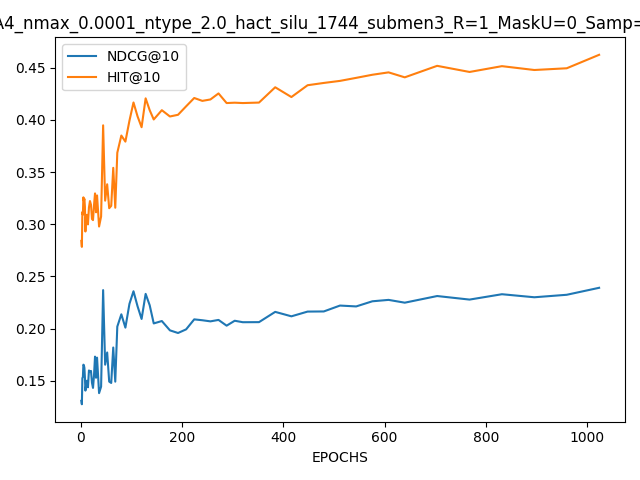 A4_nmax_0.0001_ntype_2.0_hact_silu_1744_submen3_R=1_MaskU=0_Samp=
NDCG@10
HIT@10
0.45
0.40
0.35
0.30
0.25
0.20
0.15
0 200 400 600 800 1000
EPOCHS